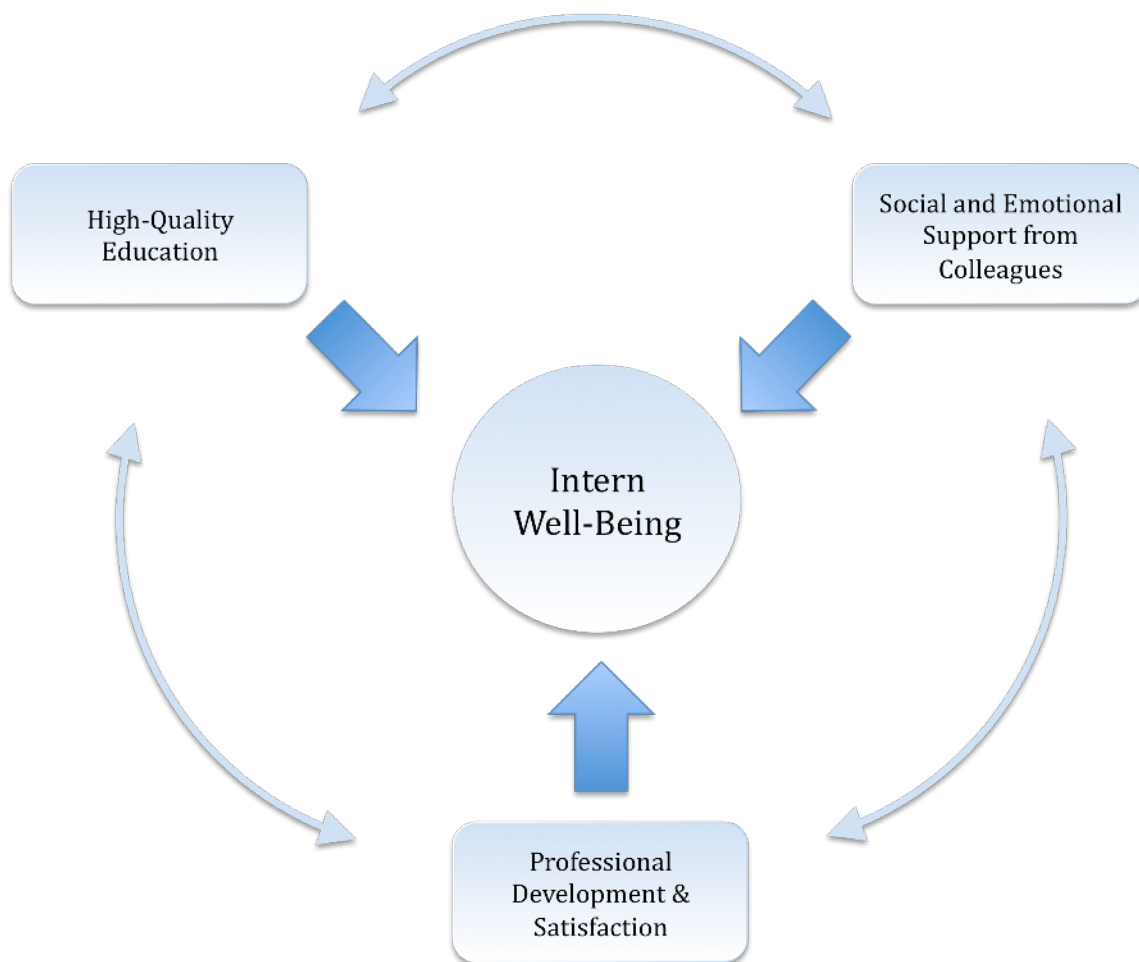 High-Quality
Education
Social and Emotional
Support from
Colleagues
Intern
Well-Being
Professional
Development &
Satisfaction